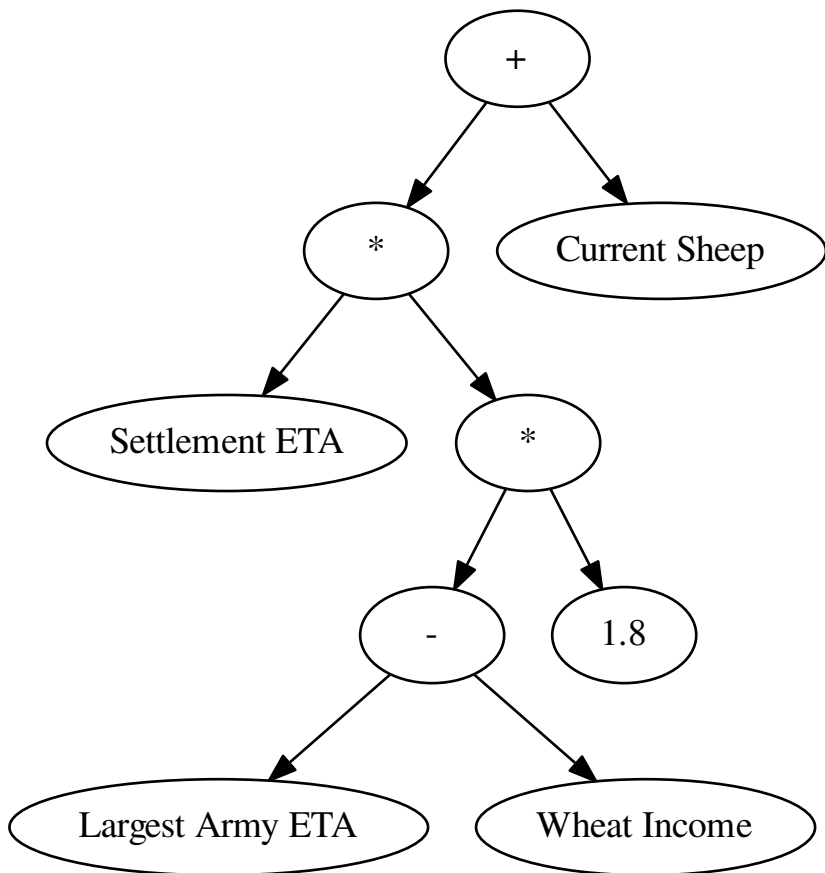 +
*
Current Sheep
Settlement ETA
*
-
1.8
Largest Army ETA
Wheat Income